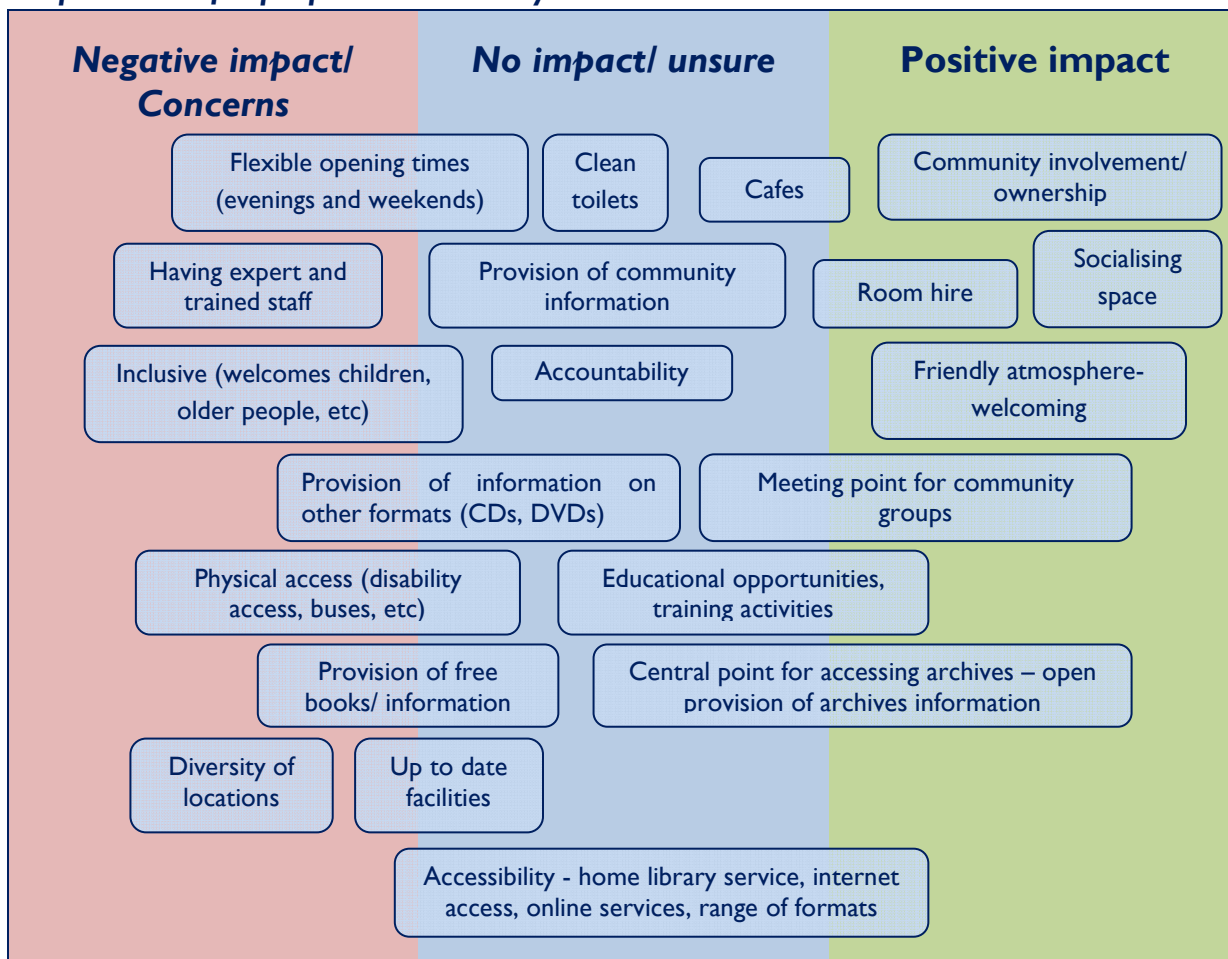 Negative impact/
Concerns
No impact/ unsure
Positive impact
Flexible opening times
(evenings and weekends)
Clean
toilets
Cafes
Community involvement/
ownership
Having expert and
trained staff
Provision of community
information
Room hire
Socialising
space
Inclusive (welcomes children,
older people, etc)
Accountability
Friendly atmosphere-
welcoming
Provision of information on
other formats (CDs, DVDs)
Meeting point for community
groups
Physical access (disability
access, buses, etc)
Educational opportunities,
training activities
Provision of free
books/ information
Central point for accessing archives – open
provision of archives information
Diversity of
locations
Up to date
facilities
Accessibility - home library service, internet
access, online services, range of formats